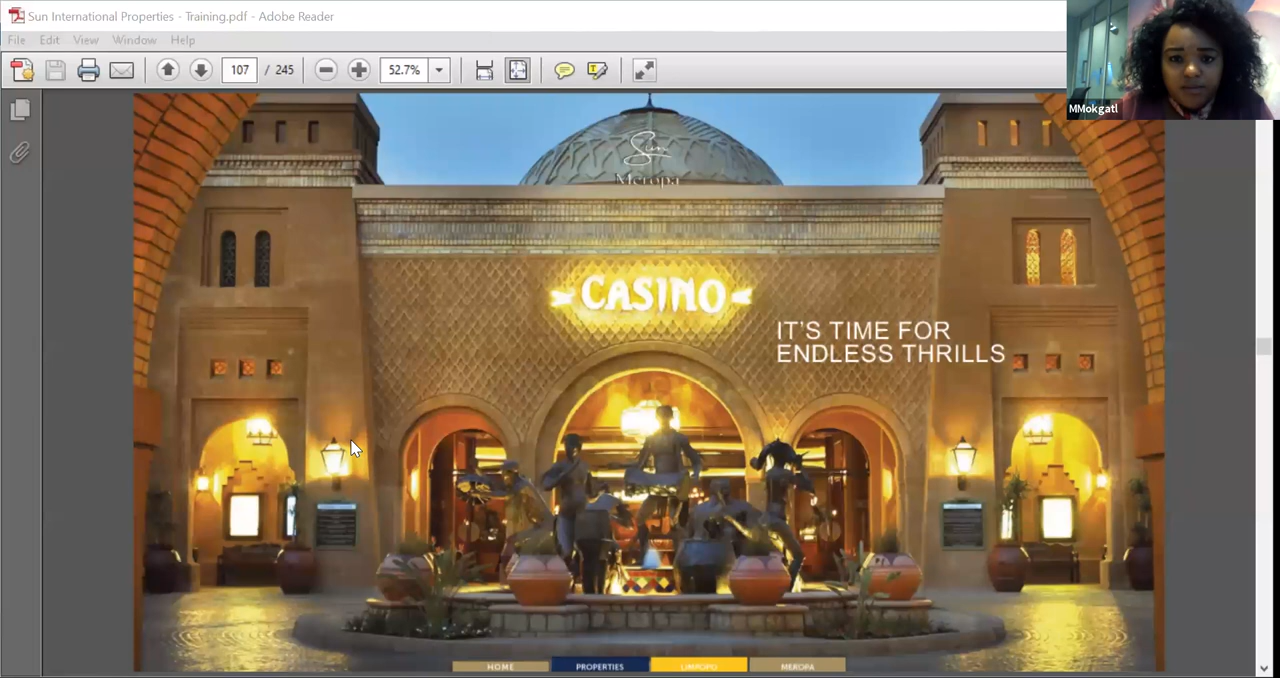 Sun International Properties - Training.pdf - Adobe Reader
File Edit View Window Help
107 / 245 52.7%
MMokgatl
Sun
Meropa
CASINO
IT'S TIME FOR
ENDLESS THRILLS
HOME PROPERTIES LIMPOPO MEROPA